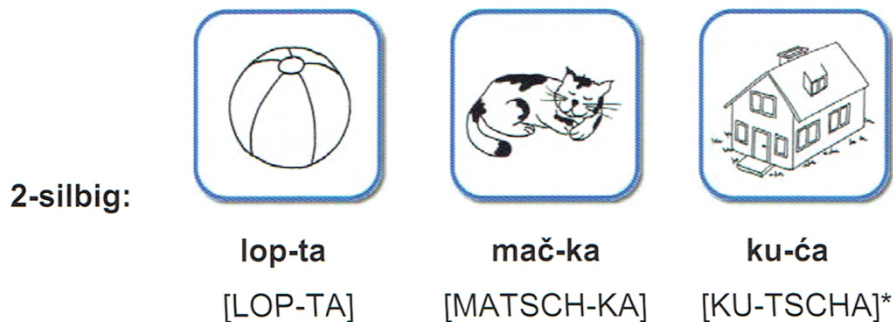 2-silbig:
lop-ta mač-ka ku-ća
[LOP-TA] [MATSCH-KA] [KU-TSCHA]*